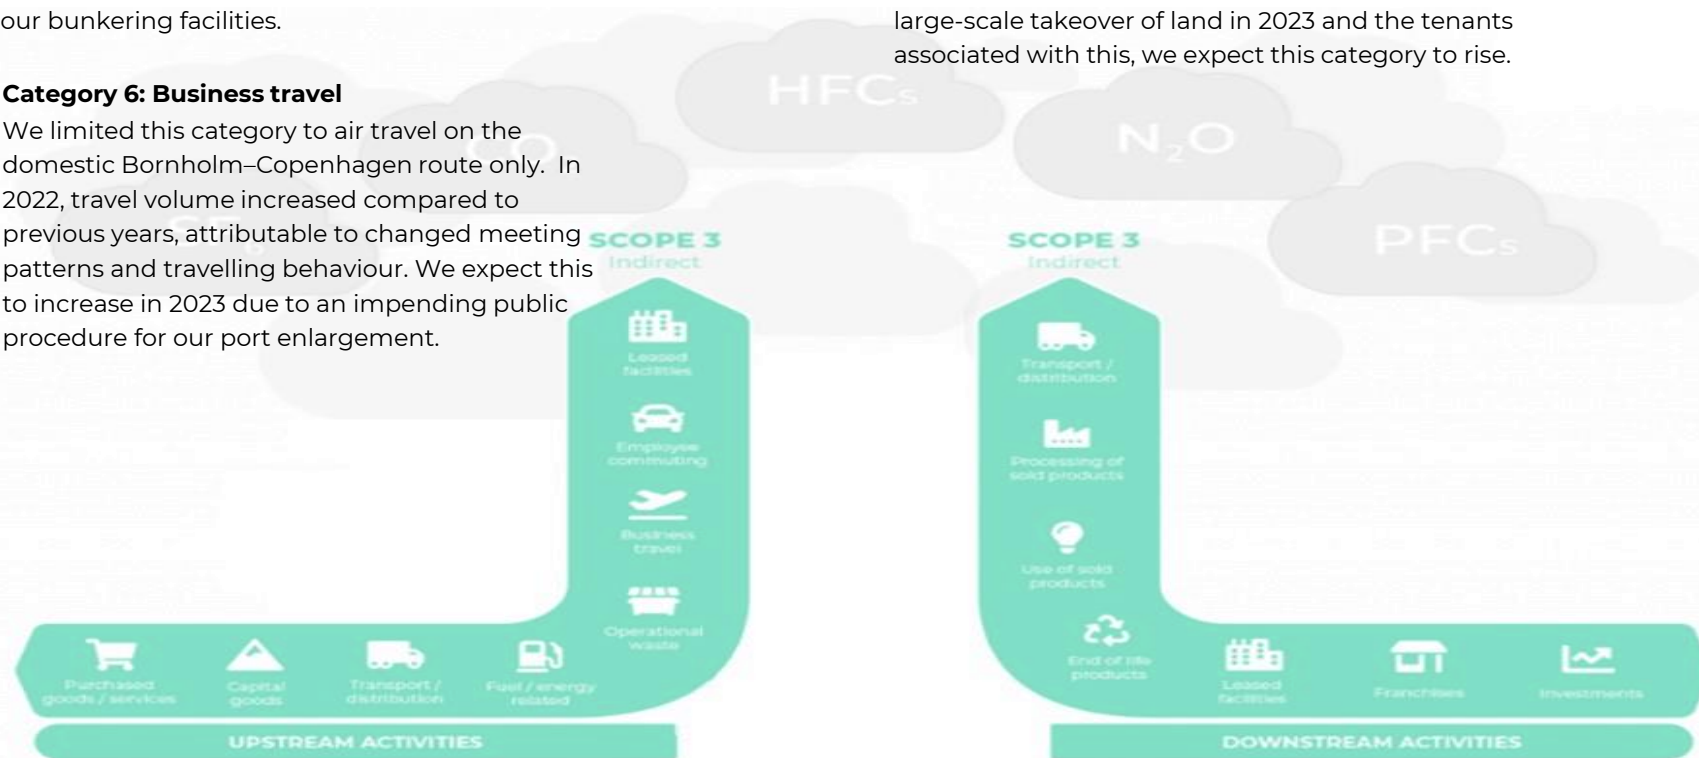 our bunkering facilities.
Category 6: Business travel
We limited this category to air travel on the
domestic Bornholm–Copenhagen route only.  In
2022, travel volume increased compared to
previous years, attributable to changed meeting
patterns and travelling behaviour. We expect this
to increase in 2023 due to an impending public
procedure for our port enlargement.
large-scale takeover of land in 2023 and the tenants
associated with this, we expect this category to rise.
CO
HFCs
N₂O
SF₆
PFCs
SCOPE 3
Indirect
Leased
facilities
Employee
commuting
Business
travel
Operational
waste
Purchased
goods / services
Capital
goods
Transport /
distribution
Fuel / energy
related
UPSTREAM ACTIVITIES
SCOPE 3
Indirect
Transport /
distribution
Processing of
sold products
Use of sold
products
End of life
products
Leased
facilities
Franchises
Investments
DOWNSTREAM ACTIVITIES